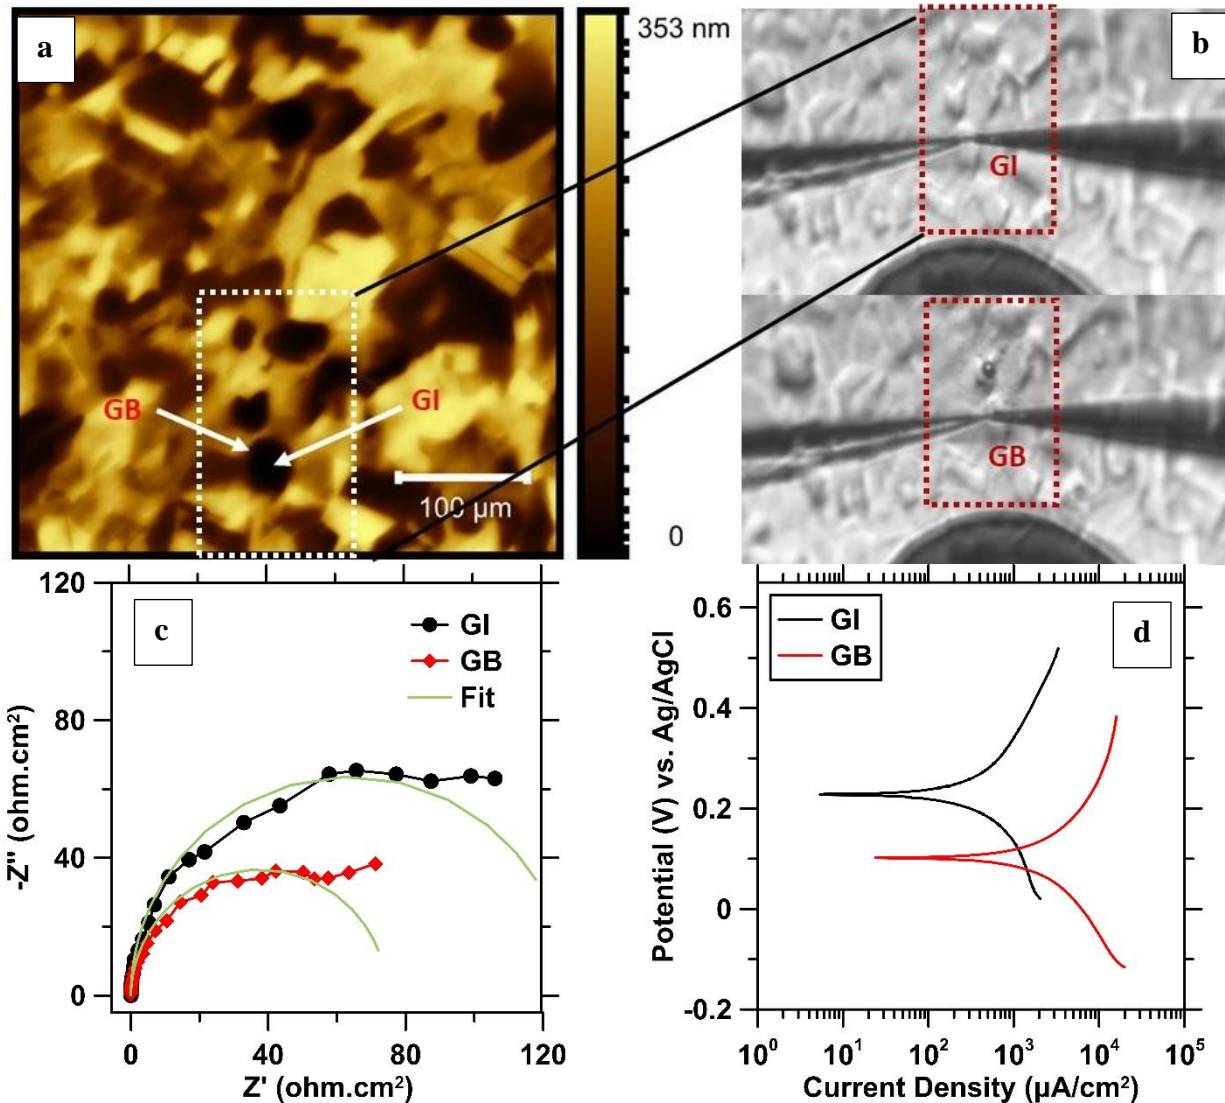 a
353 nm
GB
GI
100 µm
0
b
GI
GB
c
GI
GB
Fit
120
80
40
0
-Z'' (ohm.cm²)
0
40
80
120
Z' (ohm.cm²)
d
GI
GB
0.6
0.4
0.2
0
-0.2
Potential (V) vs. Ag/AgCl
10⁰
10¹
10²
10³
10⁴
10⁵
Current Density (µA/cm²)